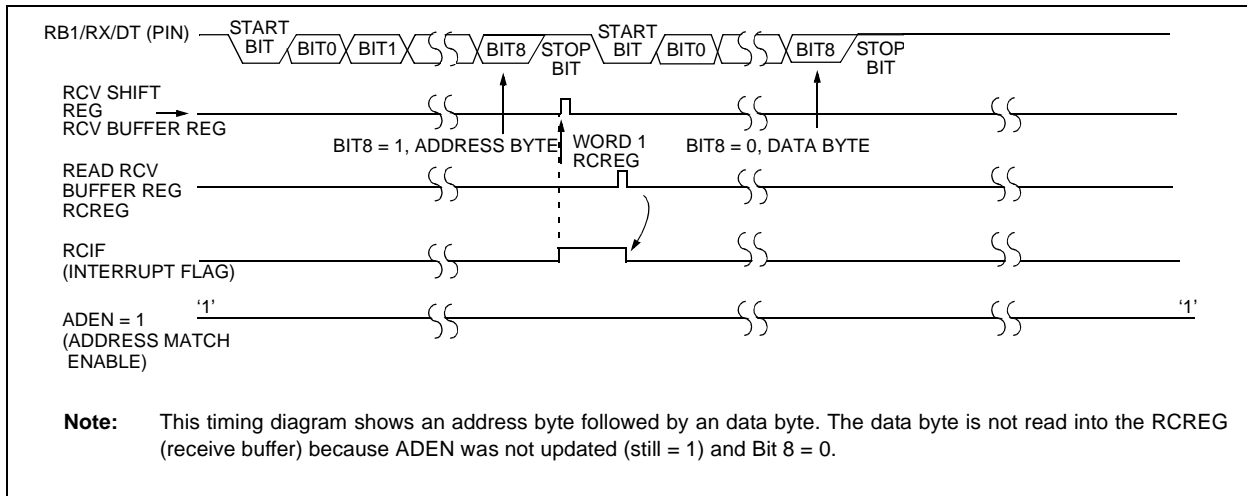 RB1/RX/DT (PIN)
START
BIT
BIT0
BIT1
BIT8
STOP
BIT
START
BIT
BIT0
BIT8
STOP
BIT
RCV SHIFT
REG
RCV BUFFER REG
BIT8 = 1, ADDRESS BYTE
WORD 1
RCREG
BIT8 = 0, DATA BYTE
READ RCV
BUFFER REG
RCREG
RCIF
(INTERRUPT FLAG)
ADEN = 1
(ADDRESS MATCH
ENABLE)
‘1’
‘1’
Note: This timing diagram shows an address byte followed by an data byte. The data byte is not read into the RCREG
(receive buffer) because ADEN was not updated (still = 1) and Bit 8 = 0.